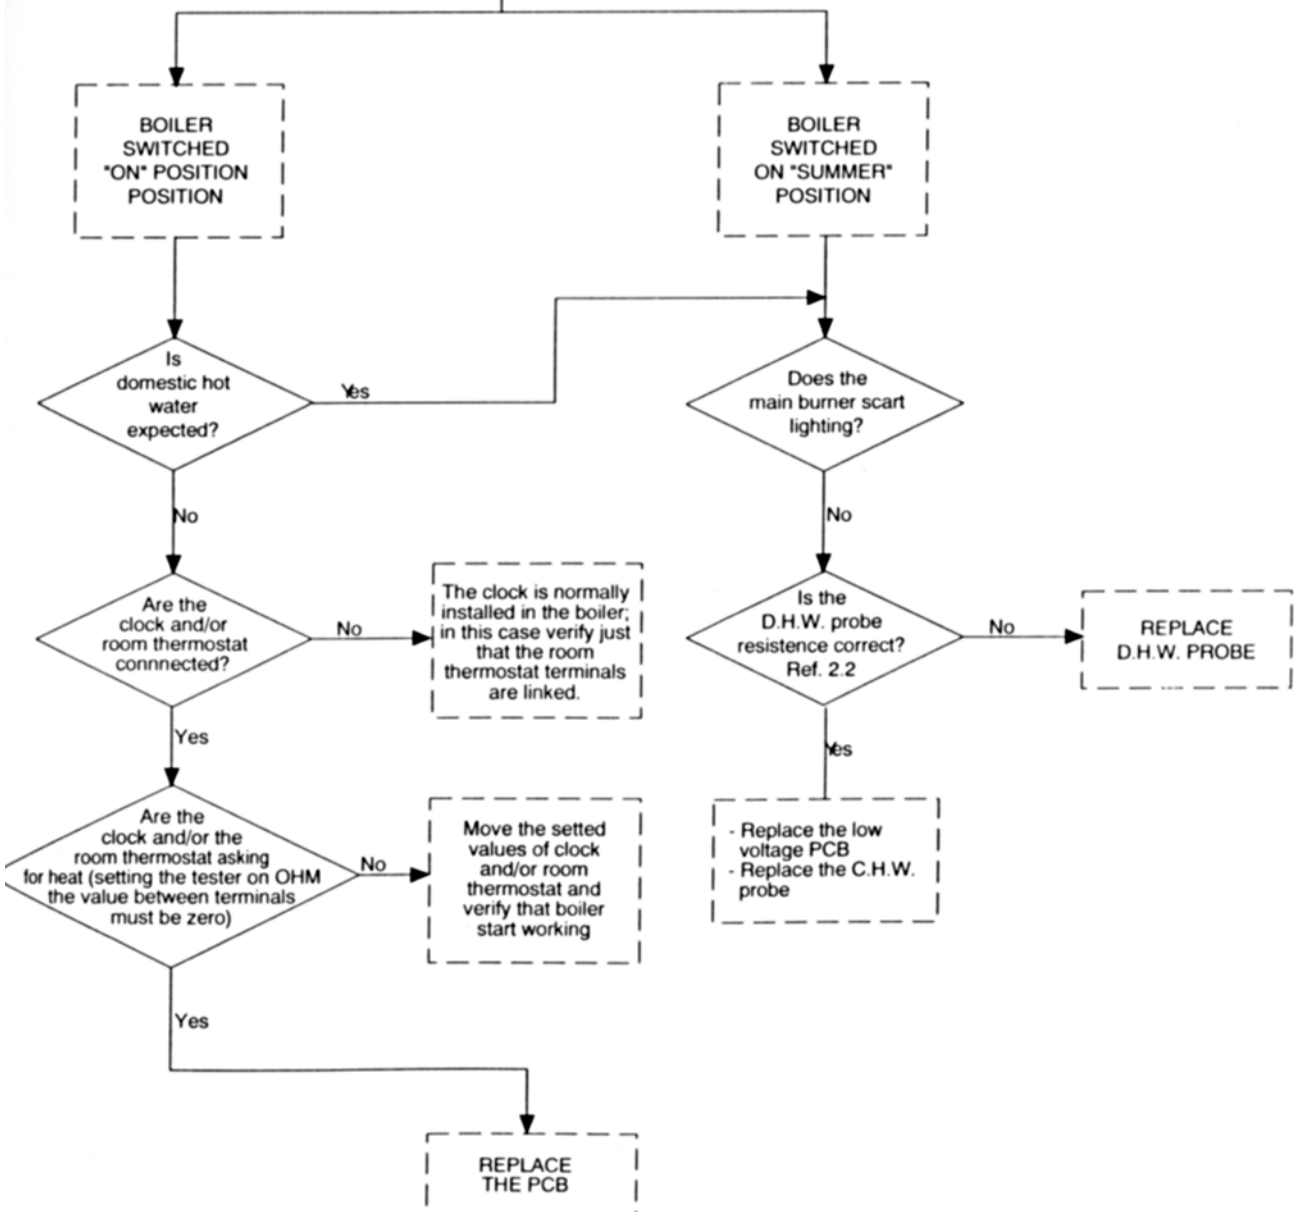 BOILER
SWITCHED
"ON" POSITION
POSITION
BOILER
SWITCHED
ON "SUMMER"
POSITION
Is
domestic hot
water
expected?
Yes
Does the
main burner scart
lighting?
No
No
Are the
clock and/or
room thermostat
connnected?
No
The clock is normally
installed in the boiler;
in this case verify just
that the room
thermostat terminals
are linked.
Is the
D.H.W. probe
resistence correct?
Ref. 2.2
No
REPLACE
D.H.W. PROBE
Yes
Yes
Are the
clock and/or the
room thermostat asking
for heat (setting the tester on OHM
the value between terminals
must be zero)
No
Move the setted
values of clock
and/or room
thermostat and
verify that boiler
start working
- Replace the low
voltage PCB
- Replace the C.H.W.
probe
Yes
REPLACE
THE PCB